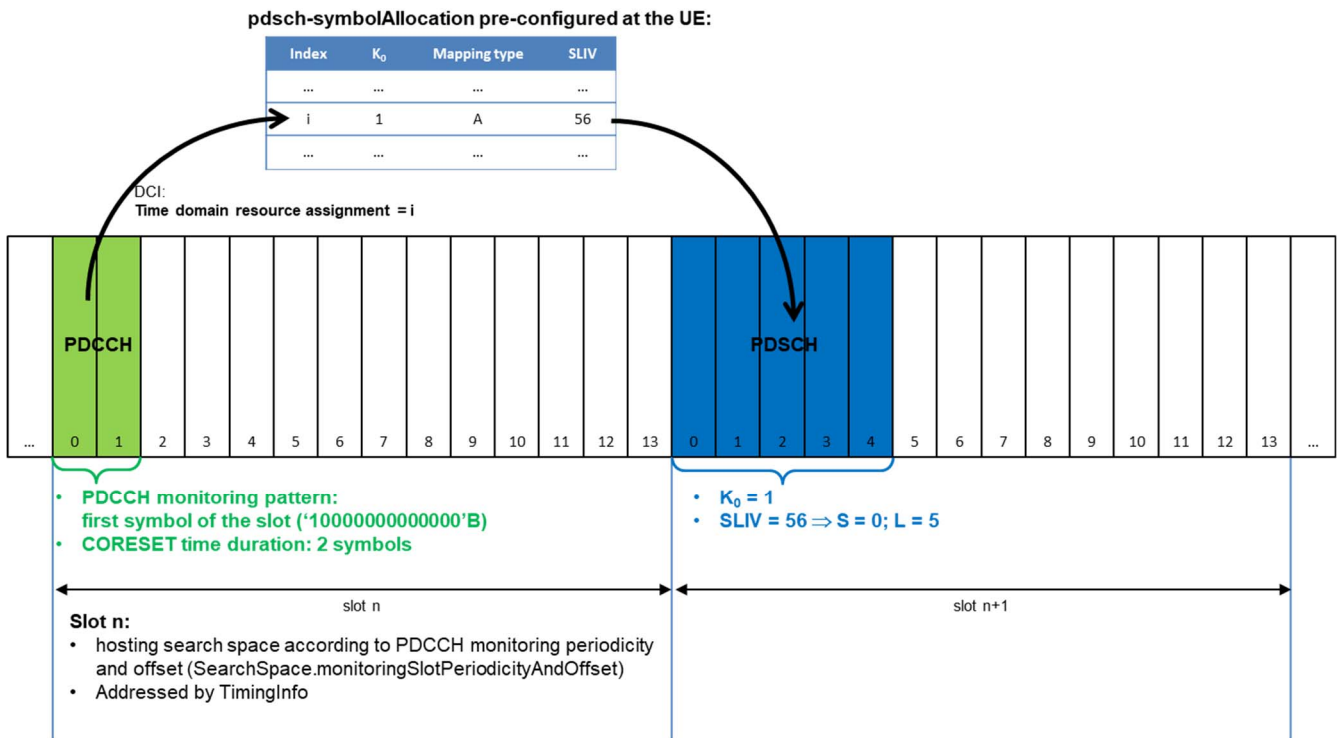 pdsch-symbolAllocation pre-configured at the UE:
Index K₀ Mapping type SLIV
... ... ... ...
i 1 A 56
... ... ... ...
DCI:
Time domain resource assignment = i
PDCCH PDSCH
... 0 1 2 3 4 5 6 7 8 9 10 11 12 13 0 1 2 3 4 5 6 7 8 9 10 11 12 13 ...
• PDCCH monitoring pattern:
first symbol of the slot (‘10000000000000’B)
• CORESET time duration: 2 symbols
• K₀ = 1
• SLIV = 56 ⇒ S = 0; L = 5
slot n slot n+1
Slot n:
• hosting search space according to PDCCH monitoring periodicity
and offset (SearchSpace.monitoringSlotPeriodicityAndOffset)
• Addressed by TimingInfo